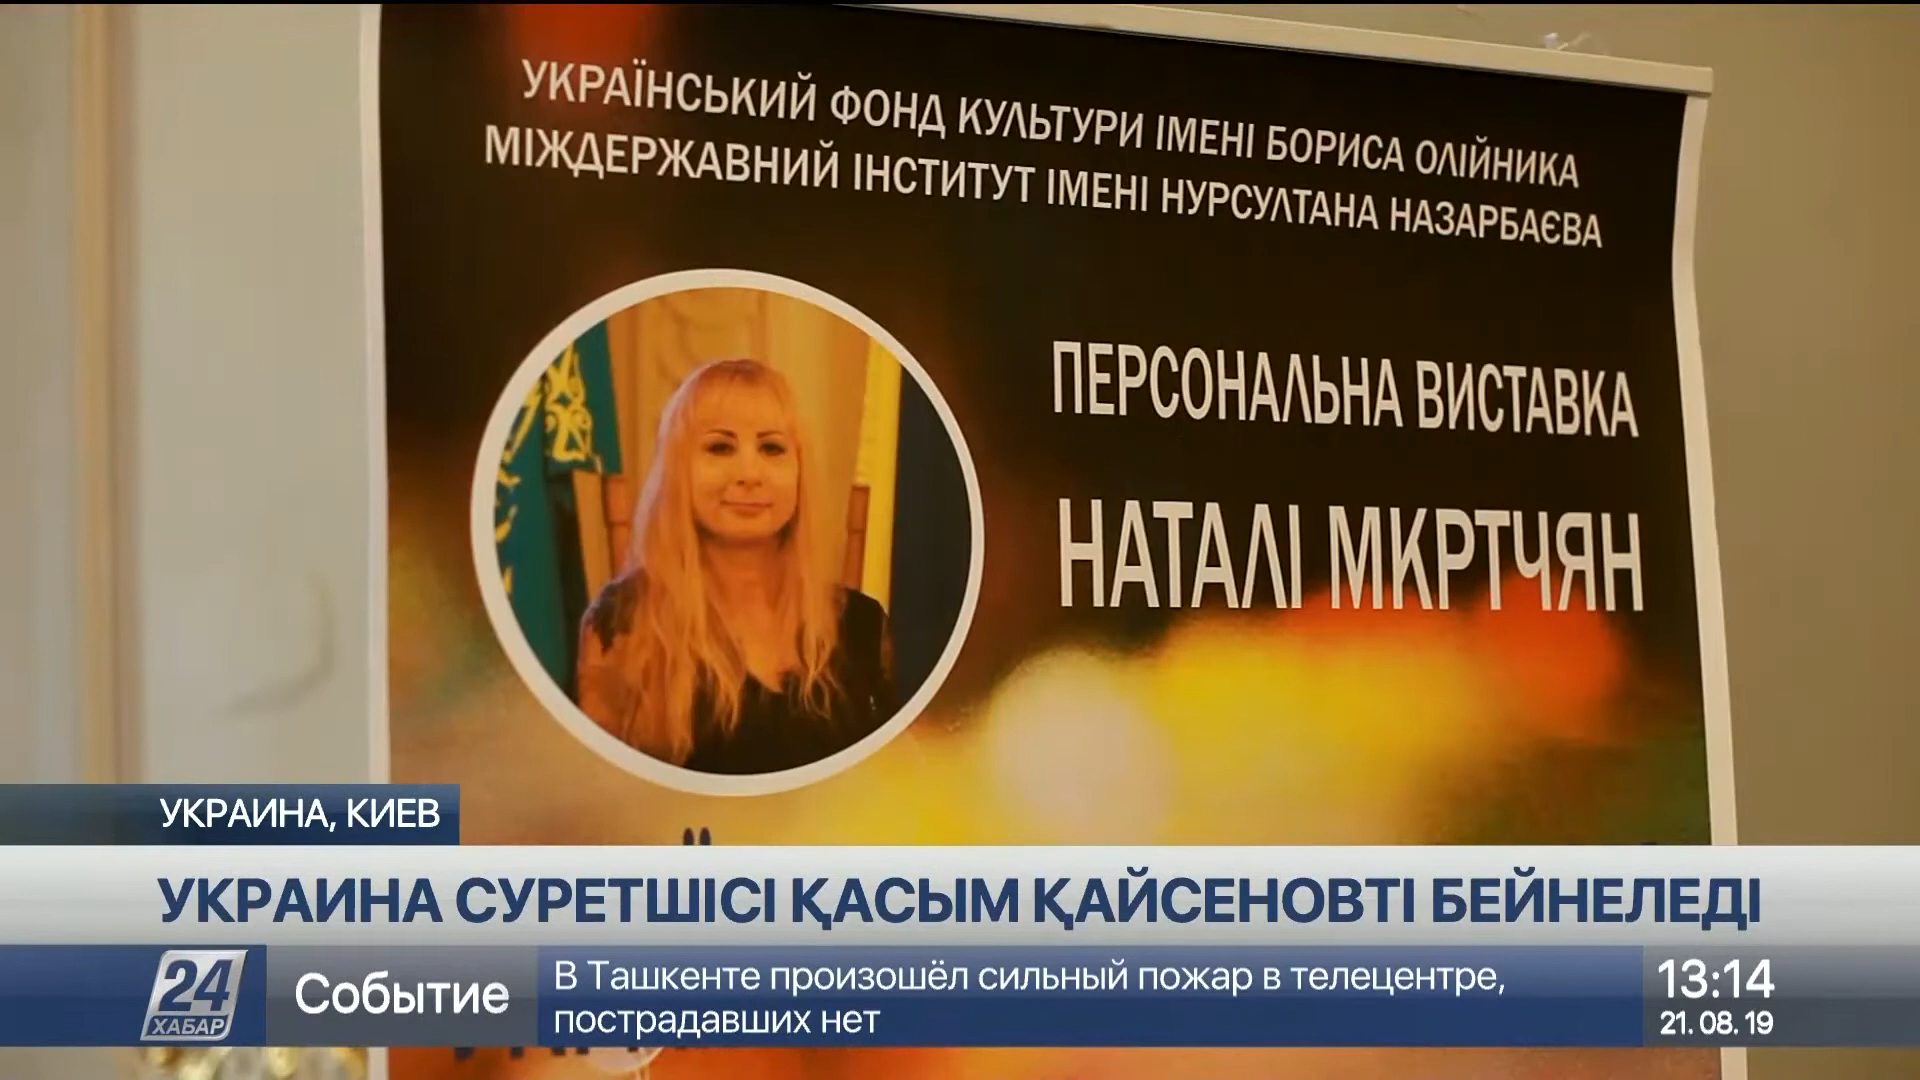 УКРАЇНСЬКИЙ ФОНД КУЛЬТУРИ ІМЕНІ БОРИСА ОЛІЙНИКА
МІЖДЕРЖАВНИЙ ІНСТИТУТ ІМЕНІ НУРСУЛТАНА НАЗАРБАЄВА
ПЕРСОНАЛЬНА ВИСТАВКА
НАТАЛІ МКРТЧЯН
УКРАИНА, КИЕВ
УКРАИНА СУРЕТШІСІ ҚАСЫМ ҚАЙСЕНОВТІ БЕЙНЕЛЕДІ
24
ХАБАР
Событие
В Ташкенте произошёл сильный пожар в телецентре,
пострадавших нет
13:14
21. 08. 19